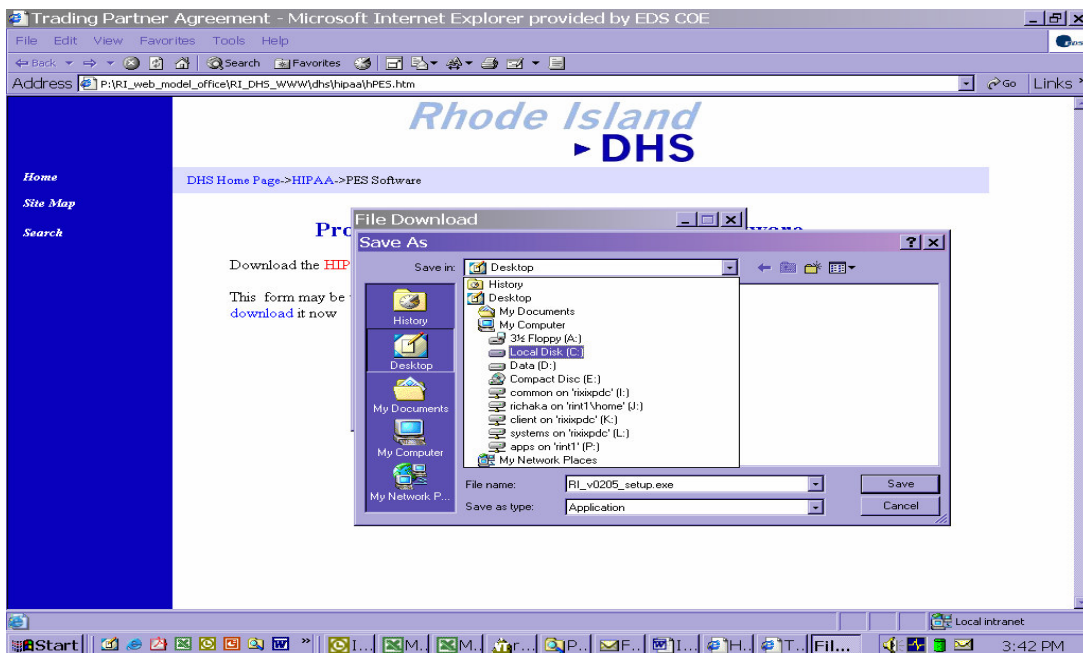 Trading Partner Agreement - Microsoft Internet Explorer provided by EDS COE
File Edit View Favorites Tools Help
Back Search Favorites
Address P:\RI_web_model_office\RI_DHS_WWW\dhs\hipaa\hPES.htm Go Links
Rhode Island
DHS
Home
Site Map
Search
DHS Home Page->HIPAA->PES Software
Download the HIP
This form may be
download it now
File Download
Save As
Save in: Desktop
History
Desktop
My Documents
My Computer
My Network P...
History
Desktop
My Documents
My Computer
3½ Floppy (A:)
Local Disk (C:)
Data (D:)
Compact Disc (E:)
common on 'rixixpdc' (I:)
richaka on 'rint1\home' (J:)
client on 'rixixpdc' (K:)
systems on 'rixixpdc' (L:)
apps on 'rint1' (P:)
My Network Places
File name: RI_v0205_setup.exe Save
Save as type: Application Cancel
Local intranet
Start I... M.. M.. r... P.. F.. I... H.. T.. Fil... 3:42 PM